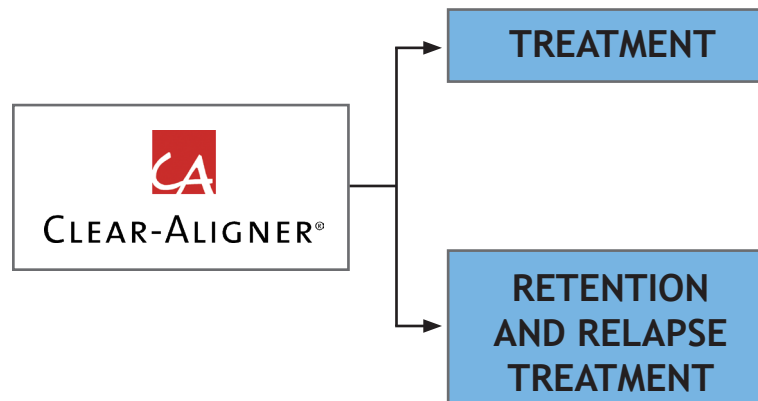 TREATMENT
CA
CLEAR-ALIGNER®
RETENTION
AND RELAPSE
TREATMENT